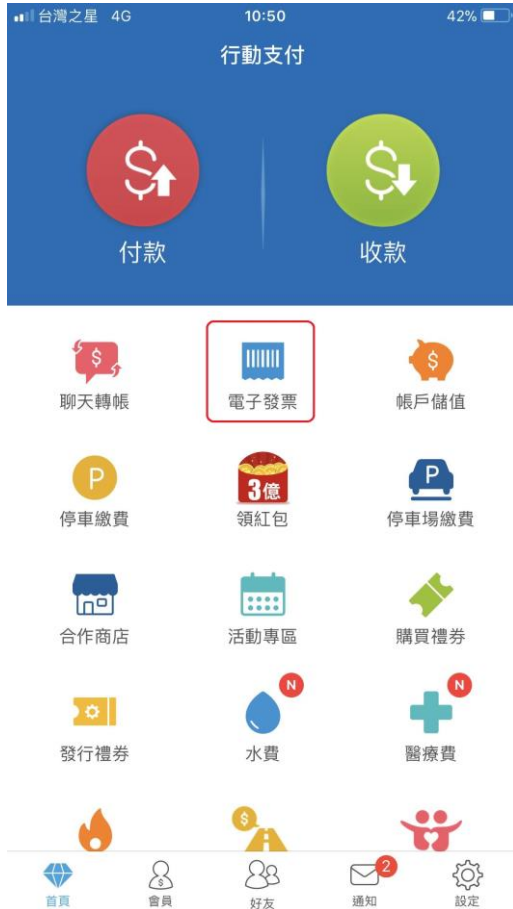 台灣之星 4G 10:50 42%
行動支付
付款 收款
聊天轉帳 電子發票 帳戶儲值
P P
3億
停車繳費 領紅包 停車場繳費
合作商店 活動專區 購買禮券
N N
發行禮券 水費 醫療費
2
首頁 會員 好友 通知 設定